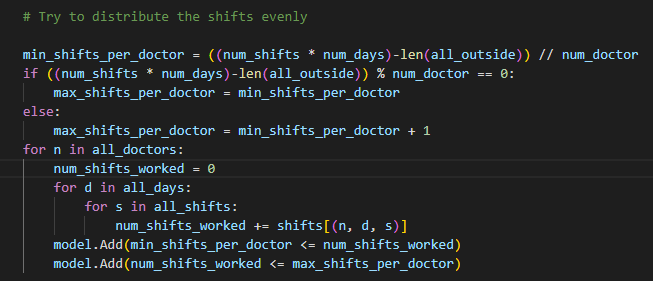 # Try to distribute the shifts evenly
min_shifts_per_doctor = ((num_shifts * num_days)-len(all_outside)) // num_doctor
if ((num_shifts * num_days)-len(all_outside)) % num_doctor == 0:
    max_shifts_per_doctor = min_shifts_per_doctor
else:
    max_shifts_per_doctor = min_shifts_per_doctor + 1
for n in all_doctors:
    num_shifts_worked = 0
    for d in all_days:
        for s in all_shifts:
            num_shifts_worked += shifts[(n, d, s)]
    model.Add(min_shifts_per_doctor <= num_shifts_worked)
    model.Add(num_shifts_worked <= max_shifts_per_doctor)